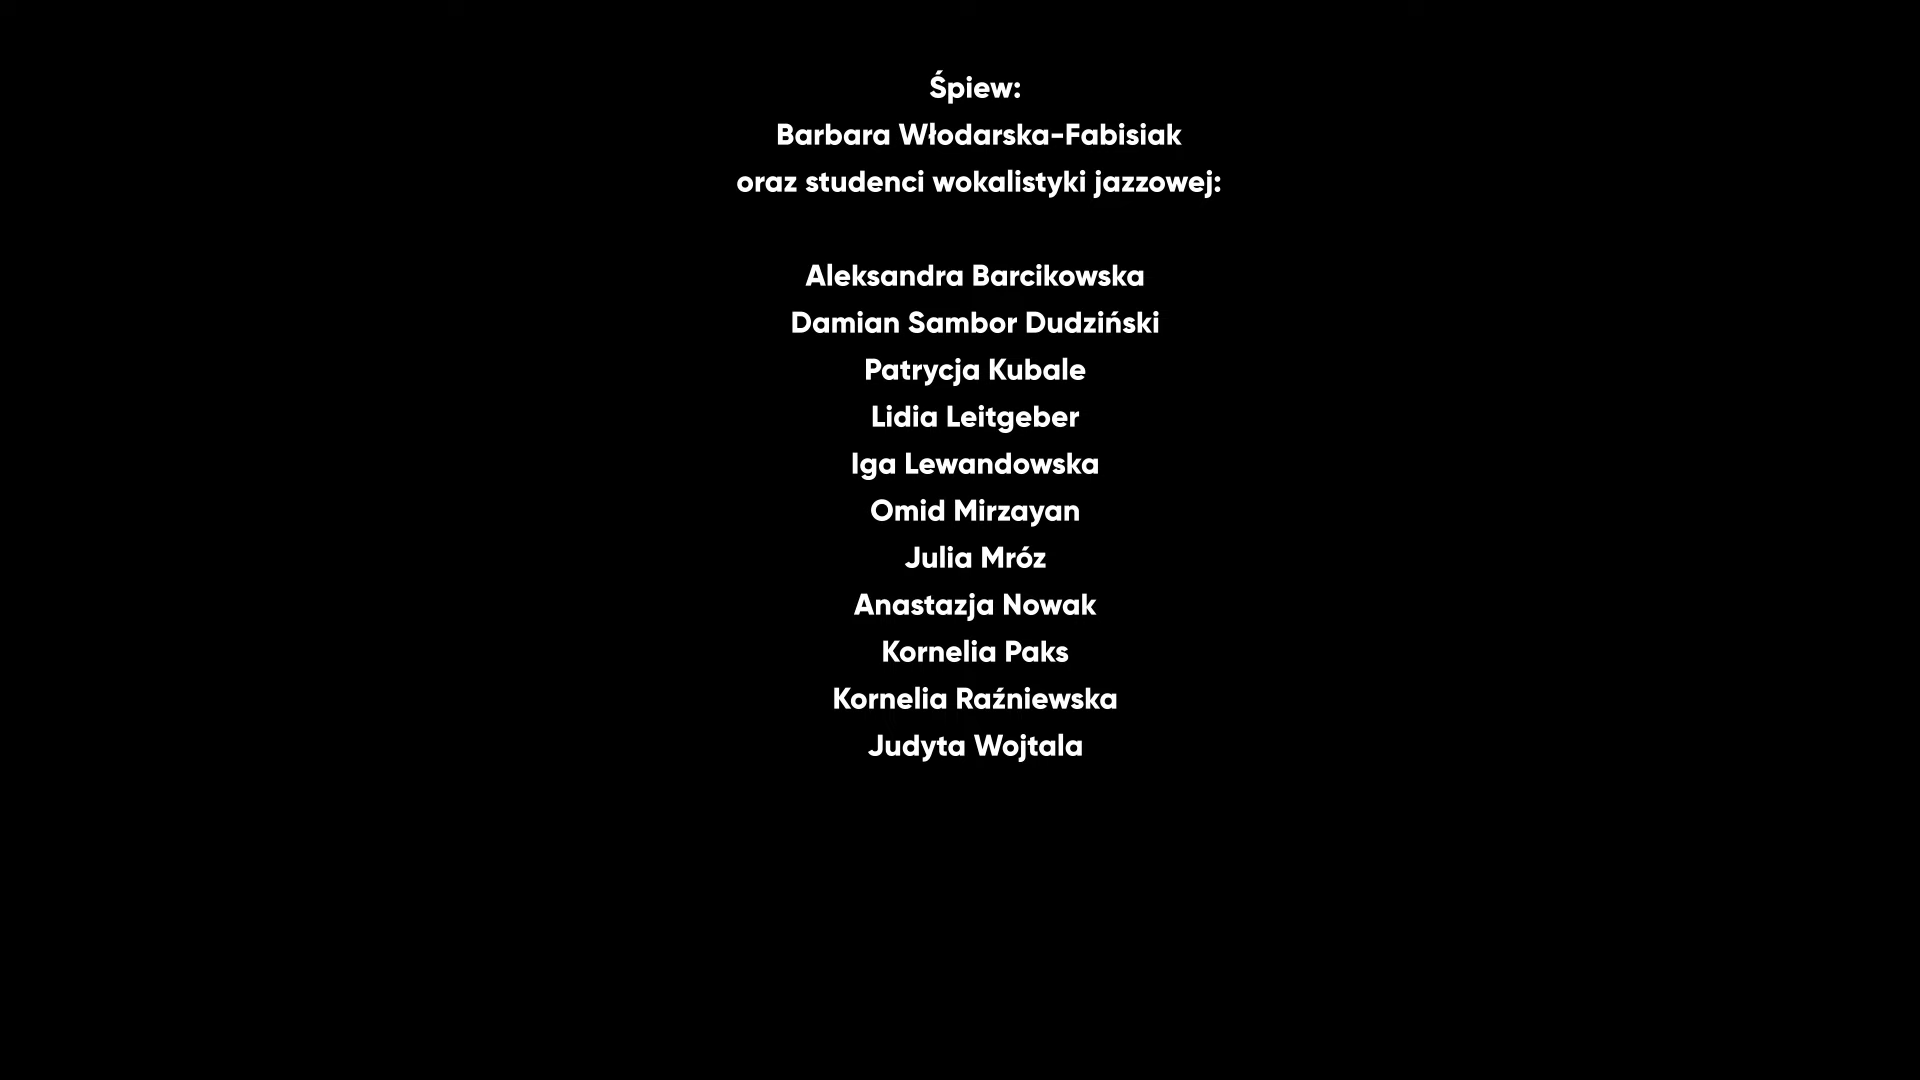 Śpiew:
Barbara Włodarska-Fabisiak
oraz studenci wokalistyki jazzowej:
Aleksandra Barcikowska
Damian Sambor Dudziński
Patrycja Kubale
Lidia Leitgeber
Iga Lewandowska
Omid Mirzayan
Julia Mróz
Anastazja Nowak
Kornelia Paks
Kornelia Raźniewska
Judyta Wojtala